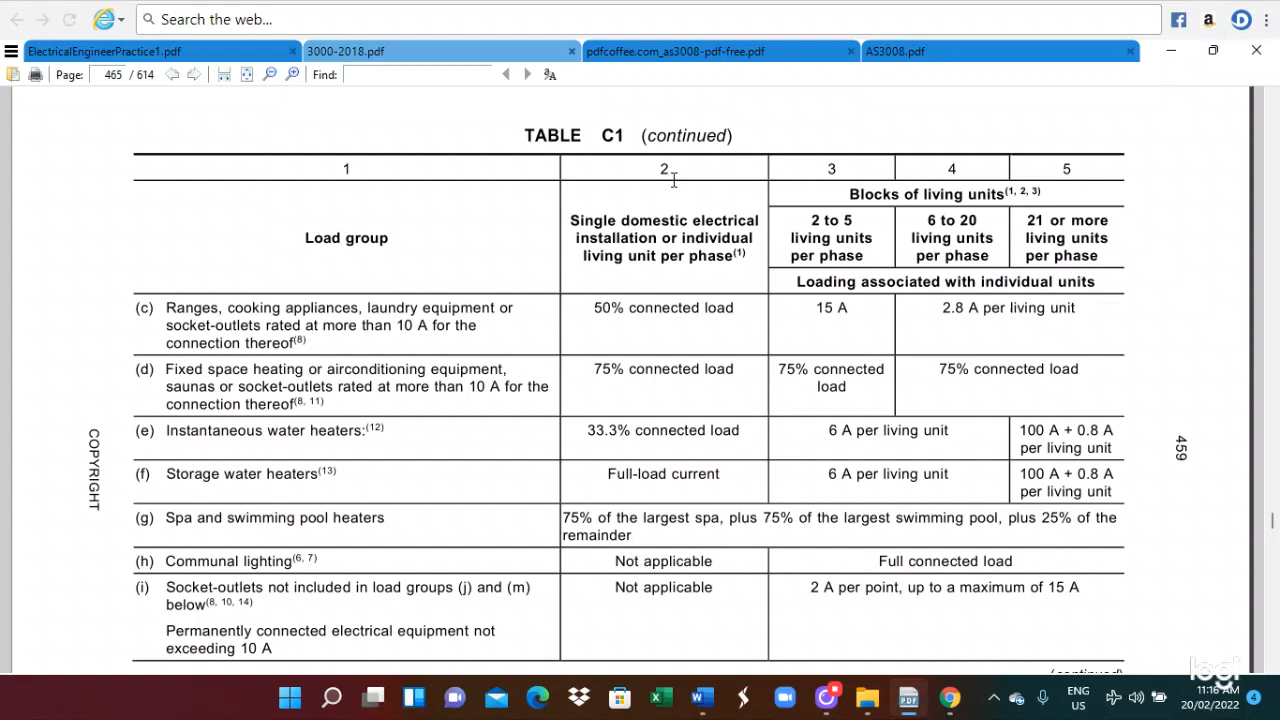 Search the web...
ElectricalEngineerPractice1.pdf × 3000-2018.pdf × pdfcoffee.com_as3008-pdf-free.pdf × AS3008.pdf ×
Page: 465 / 614 Find:
TABLE C1 (continued)
1 2 3 4 5
Load group
Single domestic electrical
installation or individual
living unit per phase(1)
Blocks of living units(1, 2, 3)
2 to 5
living units
per phase
6 to 20
living units
per phase
21 or more
living units
per phase
Loading associated with individual units
(c) Ranges, cooking appliances, laundry equipment or
socket-outlets rated at more than 10 A for the
connection thereof(8)
50% connected load
15 A
2.8 A per living unit
(d) Fixed space heating or airconditioning equipment,
saunas or socket-outlets rated at more than 10 A for the
connection thereof(8, 11)
75% connected load
75% connected
load
75% connected load
(e) Instantaneous water heaters:(12)
33.3% connected load
6 A per living unit
100 A + 0.8 A
per living unit
(f) Storage water heaters(13)
Full-load current
6 A per living unit
100 A + 0.8 A
per living unit
(g) Spa and swimming pool heaters
75% of the largest spa, plus 75% of the largest swimming pool, plus 25% of the
remainder
(h) Communal lighting(6, 7)
Not applicable
Full connected load
(i) Socket-outlets not included in load groups (j) and (m)
below(8, 10, 14)
Permanently connected electrical equipment not
exceeding 10 A
Not applicable
2 A per point, up to a maximum of 15 A
(continued)
COPYRIGHT
459
logi
ENG
US
11:16 AM
20/02/2022
4